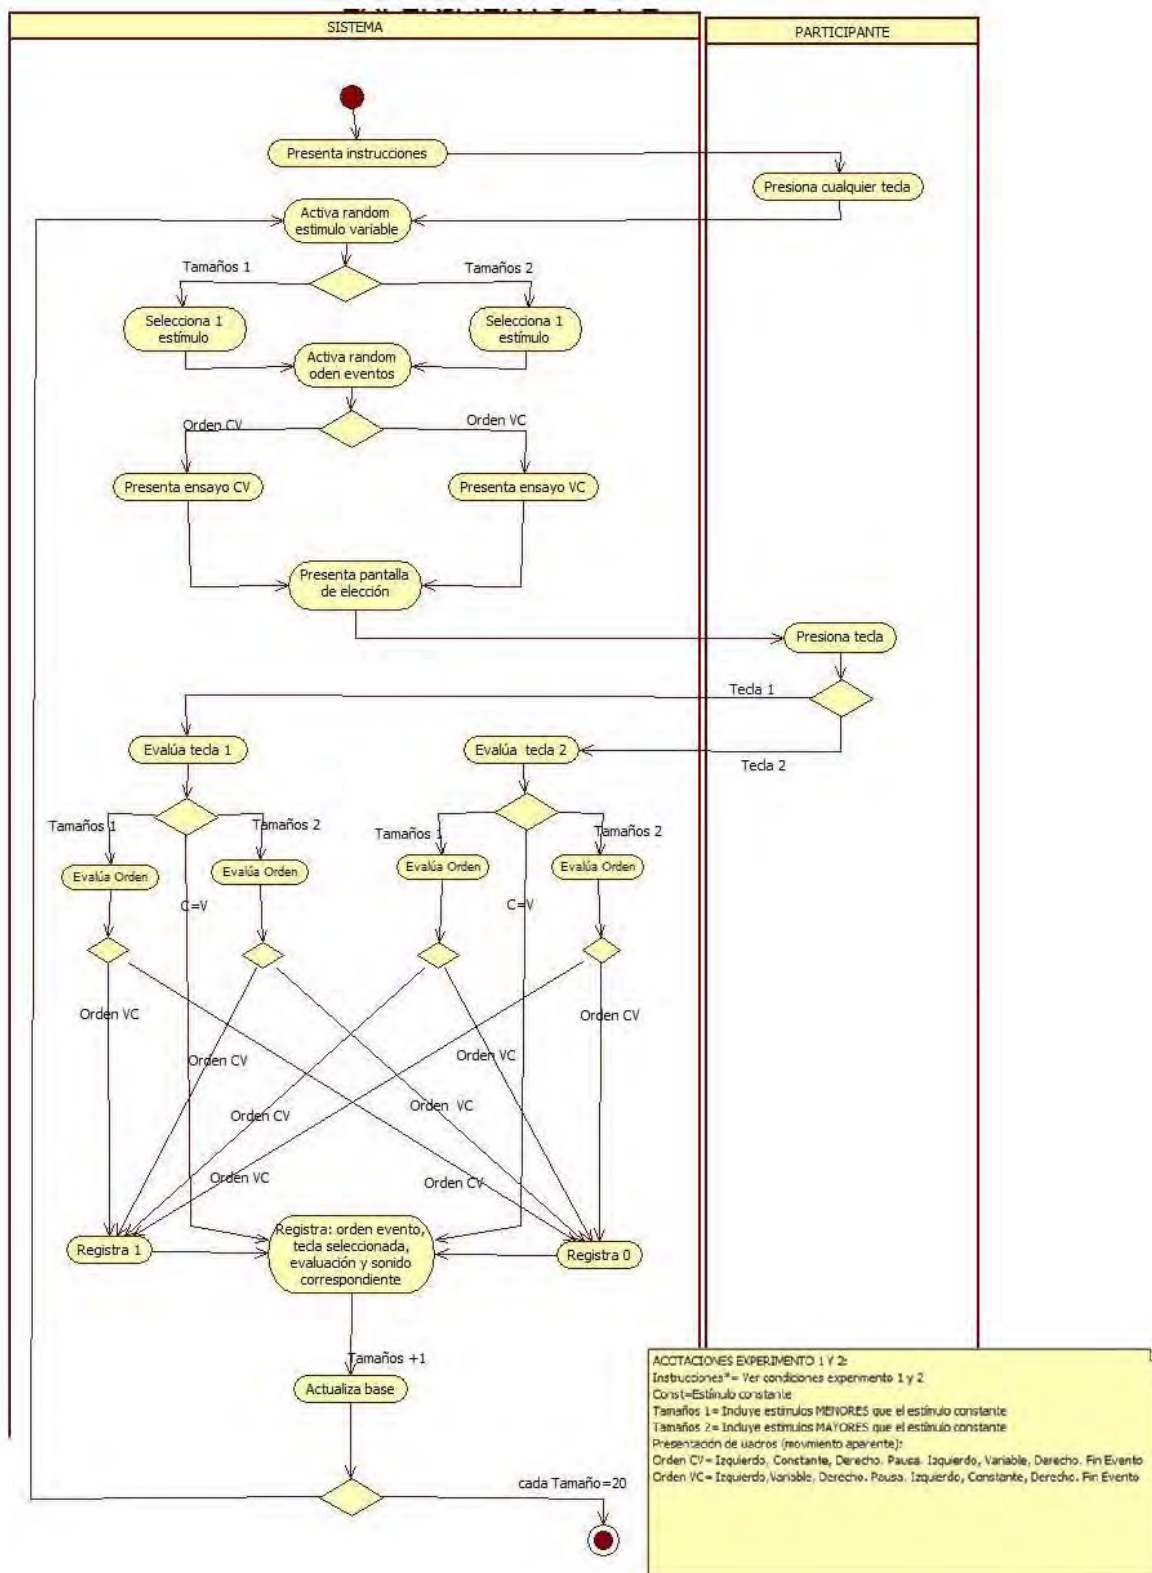 SISTEMA
PARTICIPANTE
Presenta instrucciones
Presiona cualquier tecla
Activa random
estimulo variable
Tamaños 1
Tamaños 2
Selecciona 1
estímulo
Selecciona 1
estímulo
Activa random
oden eventos
Orden CV
Orden VC
Presenta ensayo CV
Presenta ensayo VC
Presenta pantalla
de elección
Presiona tecla
Tecla 1
Evalúa tecla 1
Evalúa tecla 2
Tecla 2
Tamaños 1
Tamaños 2
Tamaños 1
Tamaños 2
Evalúa Orden
Evalúa Orden
Evalúa Orden
Evalúa Orden
C=V
C=V
Orden VC
Orden CV
Orden CV
Orden VC
Orden CV
Orden VC
Orden VC
Orden CV
Registra 1
Registra: orden evento,
tecla seleccionada,
evaluación y sonido
correspondiente
Registra 0
Tamaños +1
Actualiza base
cada Tamaño=20
ACOTACIONES EXPERIMENTO 1 Y 2:
Instrucciones*= Ver condiciones experimento 1 y 2
Const=Estímulo constante
Tamaños 1= Incluye estimulos MENORES que el estímulo constante
Tamaños 2= Incluye estimulos MAYORES que el estímulo constante
Presentación de uadros (movmiento aparente):
Orden CV= Izquierdo, Constante, Derecho. Pausa. Izquierdo, Variable, Derecho. Fin Evento
Orden VC= Izquierdo,Variable, Derecho. Pausa. Izquierdo, Constante, Derecho. Fin Evento